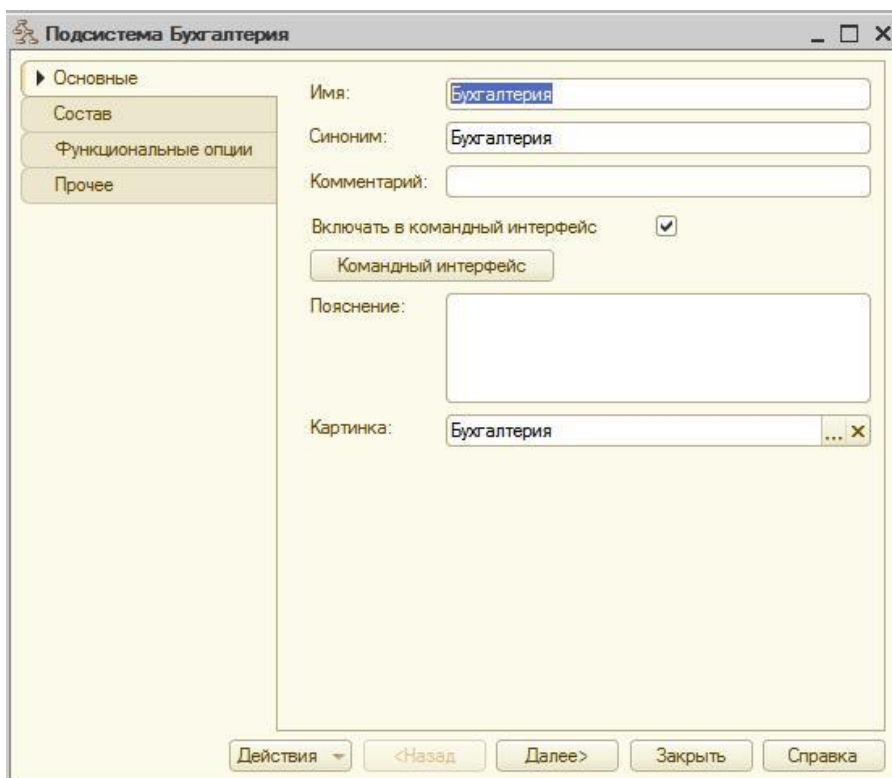 Подсистема Бухгалтерия
Основные
Состав
Функциональные опции
Прочее
Имя: Бухгалтерия
Синоним: Бухгалтерия
Комментарий:
Включать в командный интерфейс
Командный интерфейс
Пояснение:
Картинка: Бухгалтерия ...
Действия <Назад Далее> Закрыть Справка